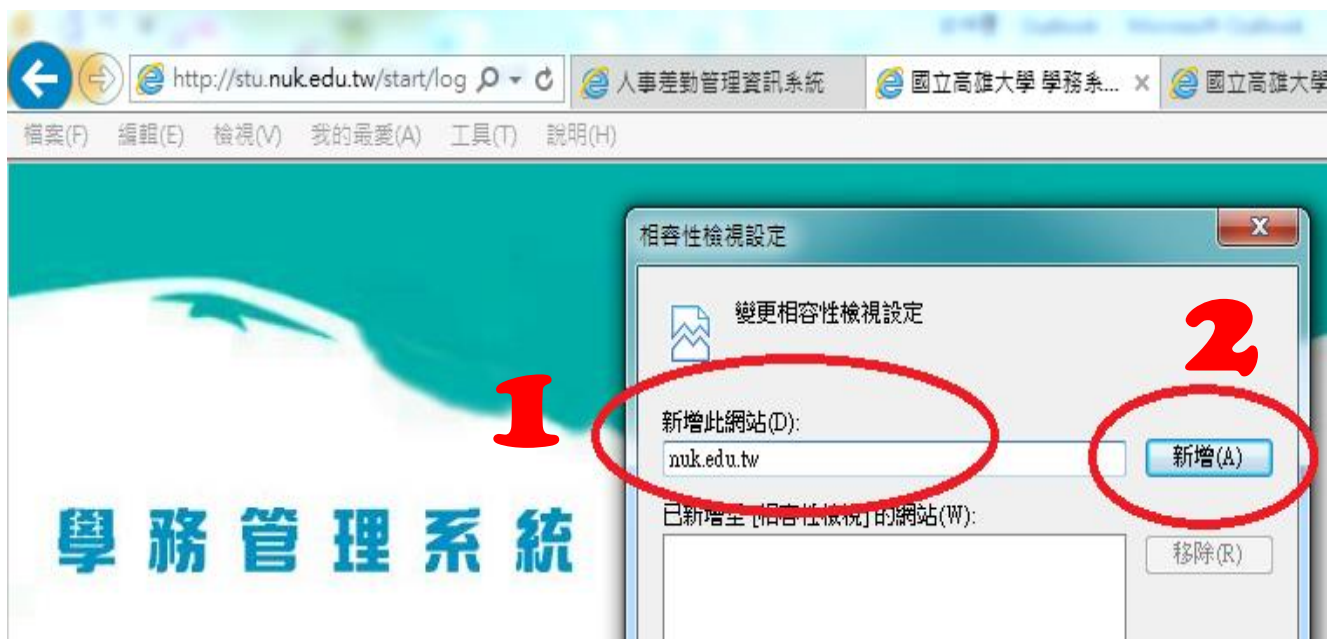 http://stu.nuk.edu.tw/start/log
人事差勤管理資訊系統
國立高雄大學 學務系...
國立高雄大學
檔案(F) 編輯(E) 檢視(V) 我的最愛(A) 工具(T) 說明(H)
相容性檢視設定
變更相容性檢視設定
2
1
新增此網站(D):
nuk.edu.tw
新增(A)
已新增至 [相容性檢視] 的網站(W):
移除(R)
學務管理系統